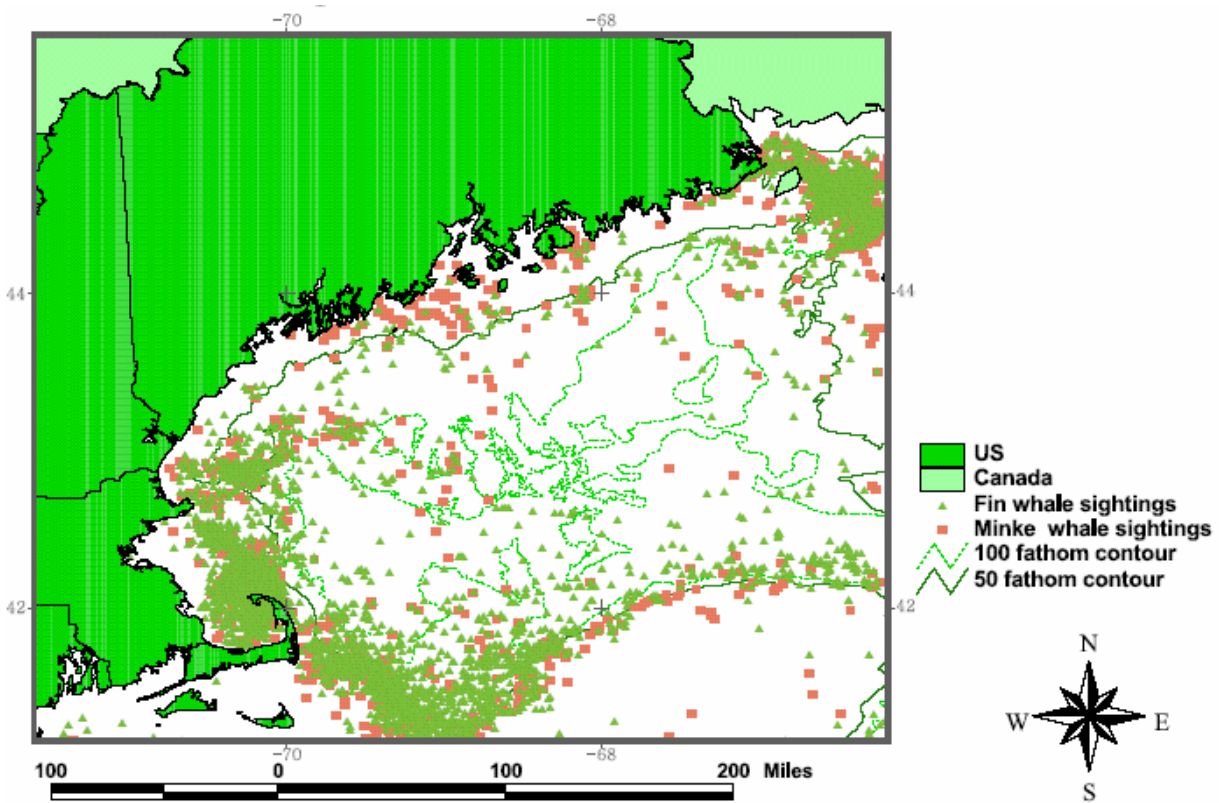 -70 -68
44 44
42 42
-70 -68
US
Canada
Fin whale sightings
Minke whale sightings
100 fathom contour
50 fathom contour
N
W E
S
100 0 100 200 Miles